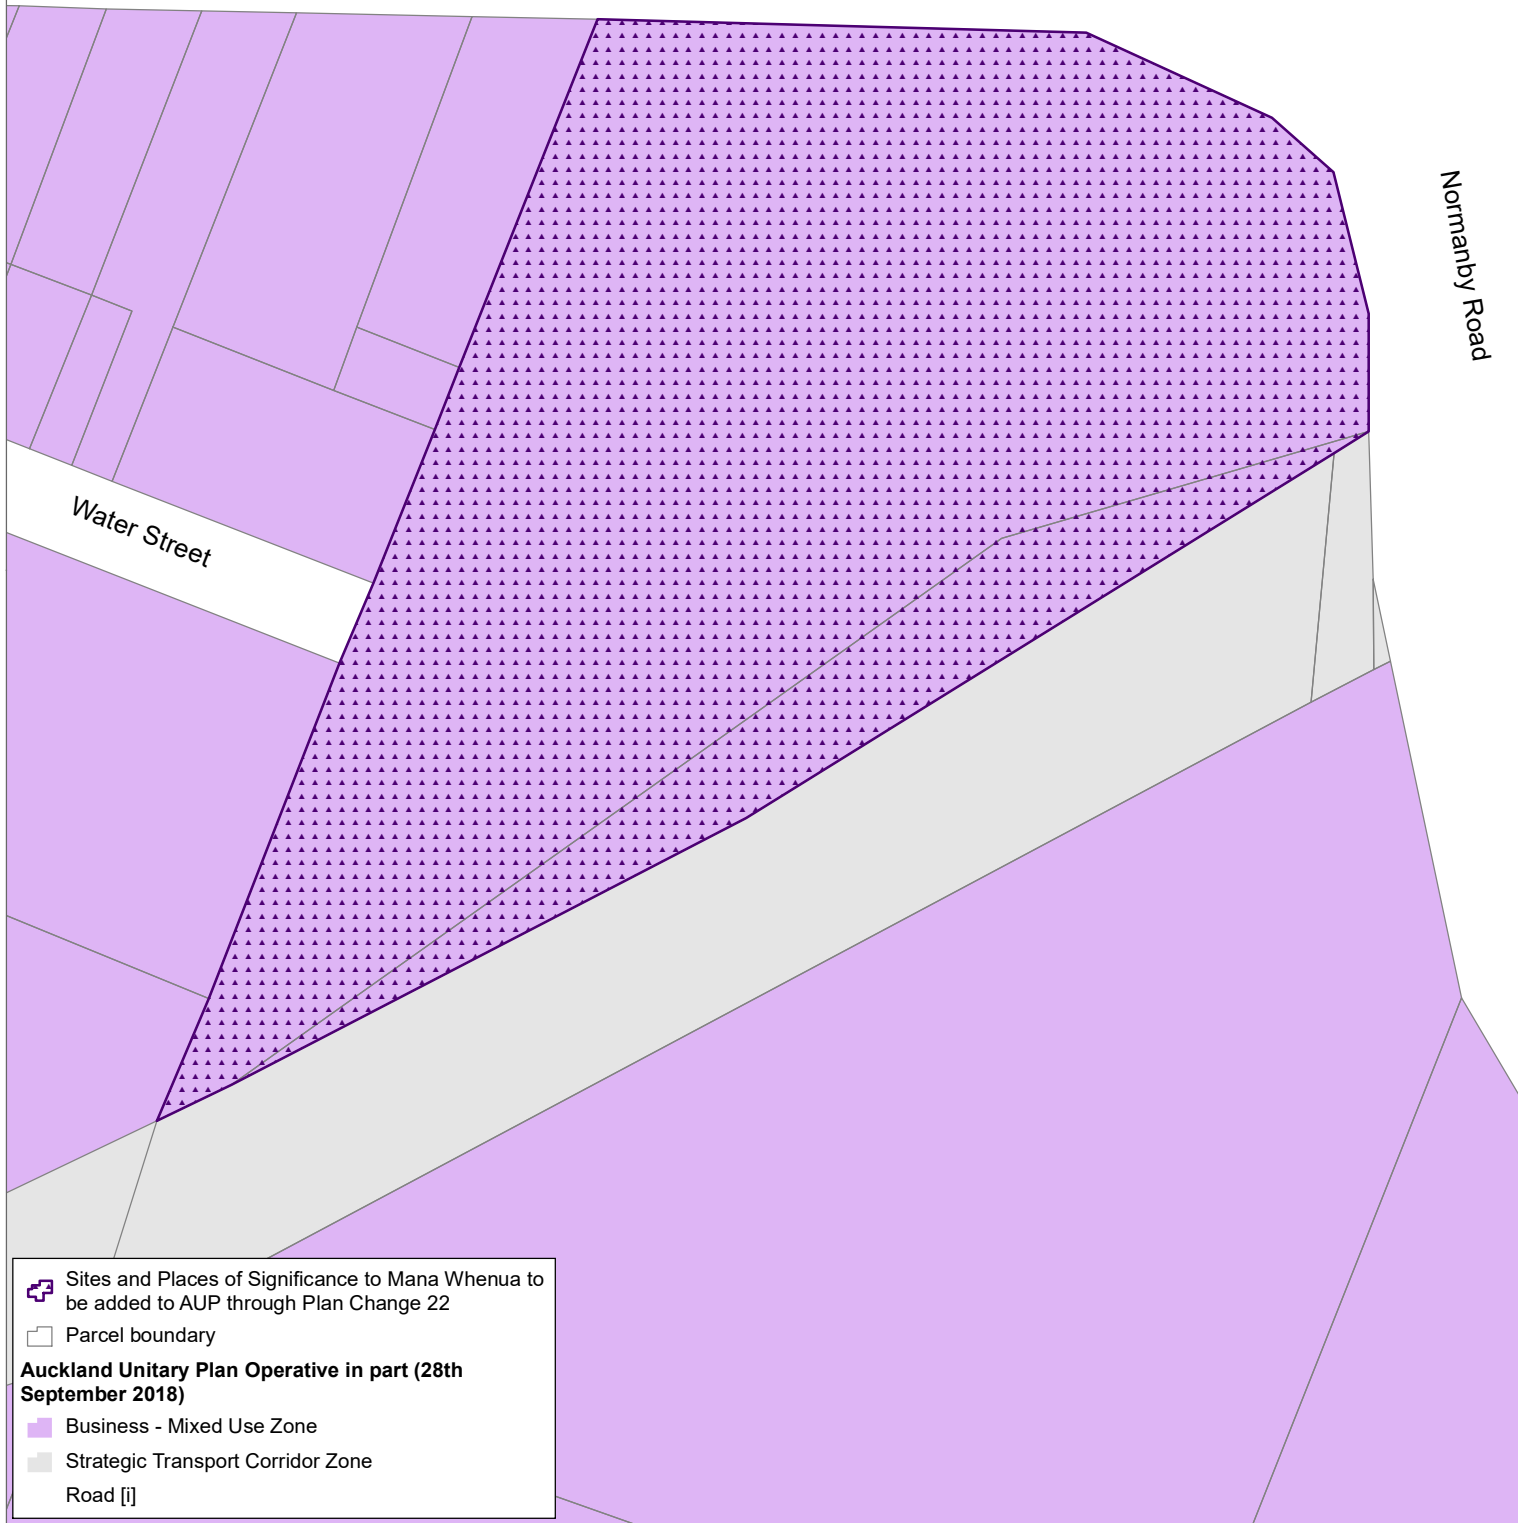 Normanby Road
Water Street
Sites and Places of Significance to Mana Whenua to
be added to AUP through Plan Change 22
Parcel boundary
Auckland Unitary Plan Operative in part (28th
September 2018)
Business - Mixed Use Zone
Strategic Transport Corridor Zone
Road [i]